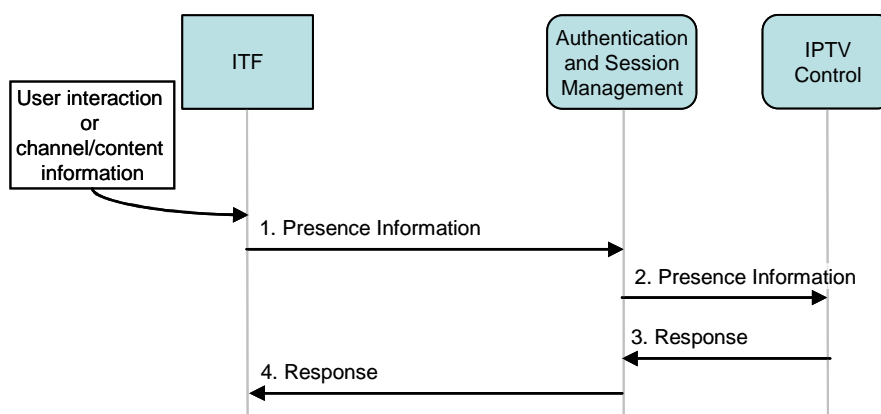 ITF
Authentication
and Session
Management
IPTV
Control
User interaction
or
channel/content
information
1. Presence Information
2. Presence Information
3. Response
4. Response